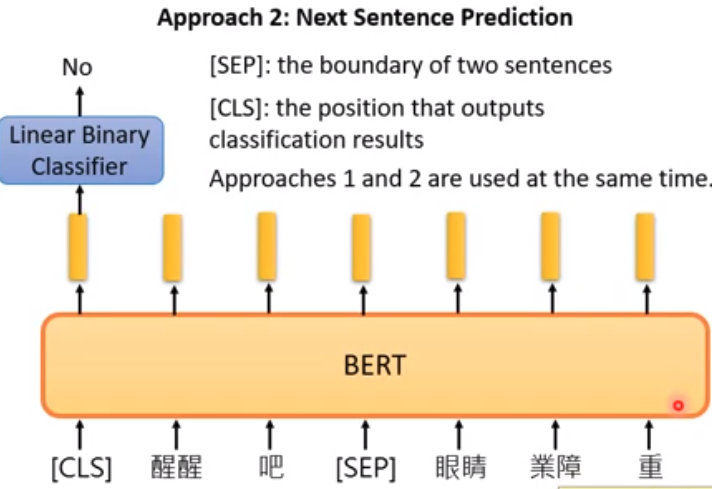 Approach 2: Next Sentence Prediction
No
[SEP]: the boundary of two sentences
[CLS]: the position that outputs
classification results
Linear Binary
Classifier
Approaches 1 and 2 are used at the same time.
BERT
[CLS] 醒醒 吧 [SEP] 眼睛 業障 重